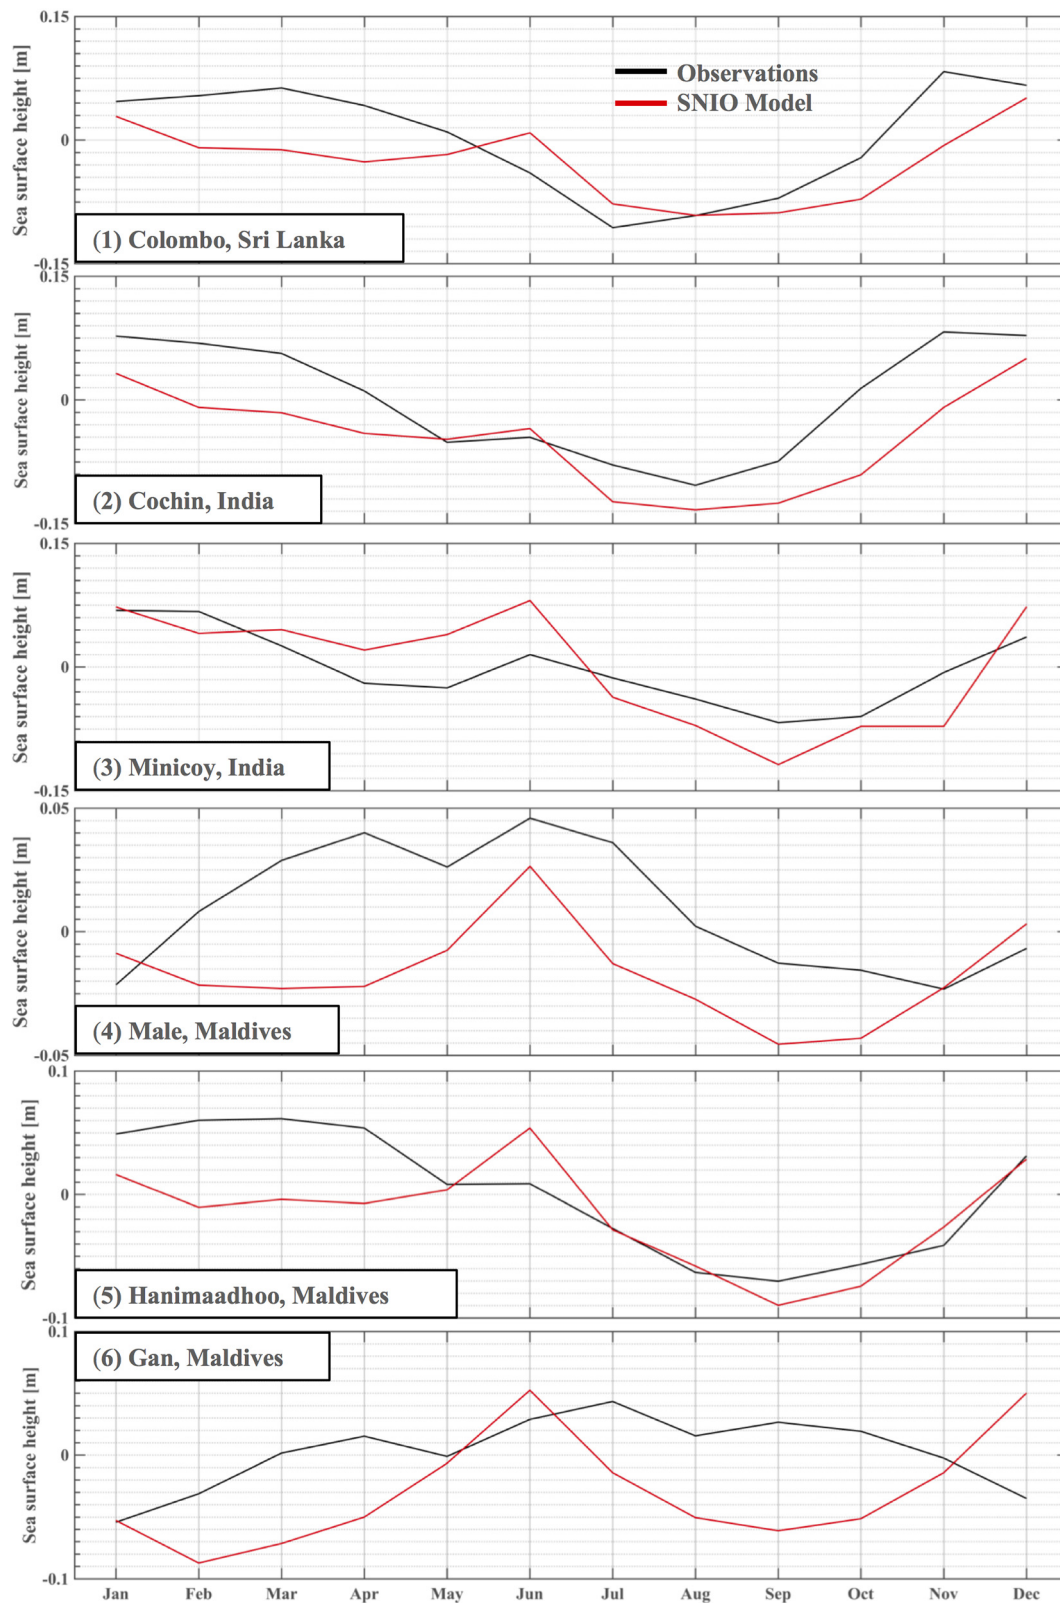 0.15
Sea surface height [m]
0
-0.15
Observations
SNIO Model
(1) Colombo, Sri Lanka
0.15
Sea surface height [m]
0
-0.15
(2) Cochin, India
0.15
Sea surface height [m]
0
-0.15
(3) Minicoy, India
0.05
Sea surface height [m]
0
-0.05
(4) Male, Maldives
0.1
Sea surface height [m]
0
-0.1
(5) Hanimaadhoo, Maldives
0.1
(6) Gan, Maldives
Sea surface height [m]
0
-0.1
Jan Feb Mar Apr May Jun Jul Aug Sep Oct Nov Dec